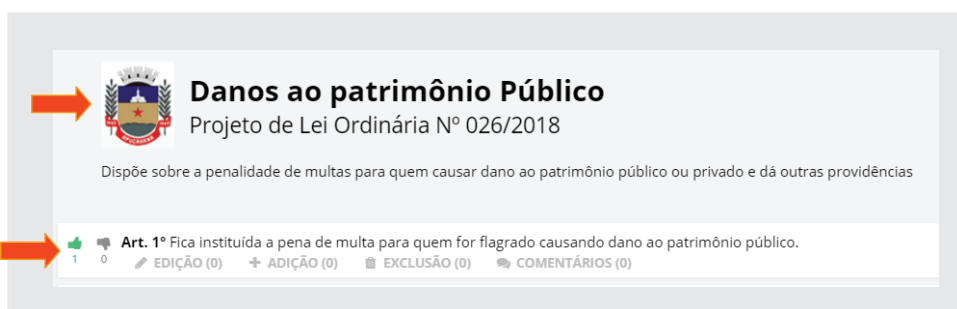 Danos ao patrimônio Público
Projeto de Lei Ordinária Nº 026/2018
APUCARANA
Dispõe sobre a penalidade de multas para quem causar dano ao patrimônio público ou privado e dá outras providências
Art. 1º Fica instituída a pena de multa para quem for flagrado causando dano ao patrimônio público.
1 0 EDIÇÃO (0) ADIÇÃO (0) EXCLUSÃO (0) COMENTÁRIOS (0)